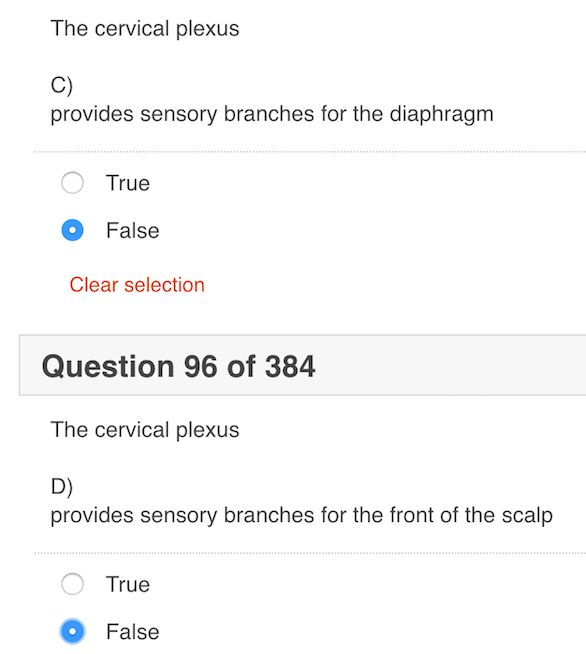 The cervical plexus
C)
provides sensory branches for the diaphragm
True
False
Clear selection
Question 96 of 384
The cervical plexus
D)
provides sensory branches for the front of the scalp
True
False